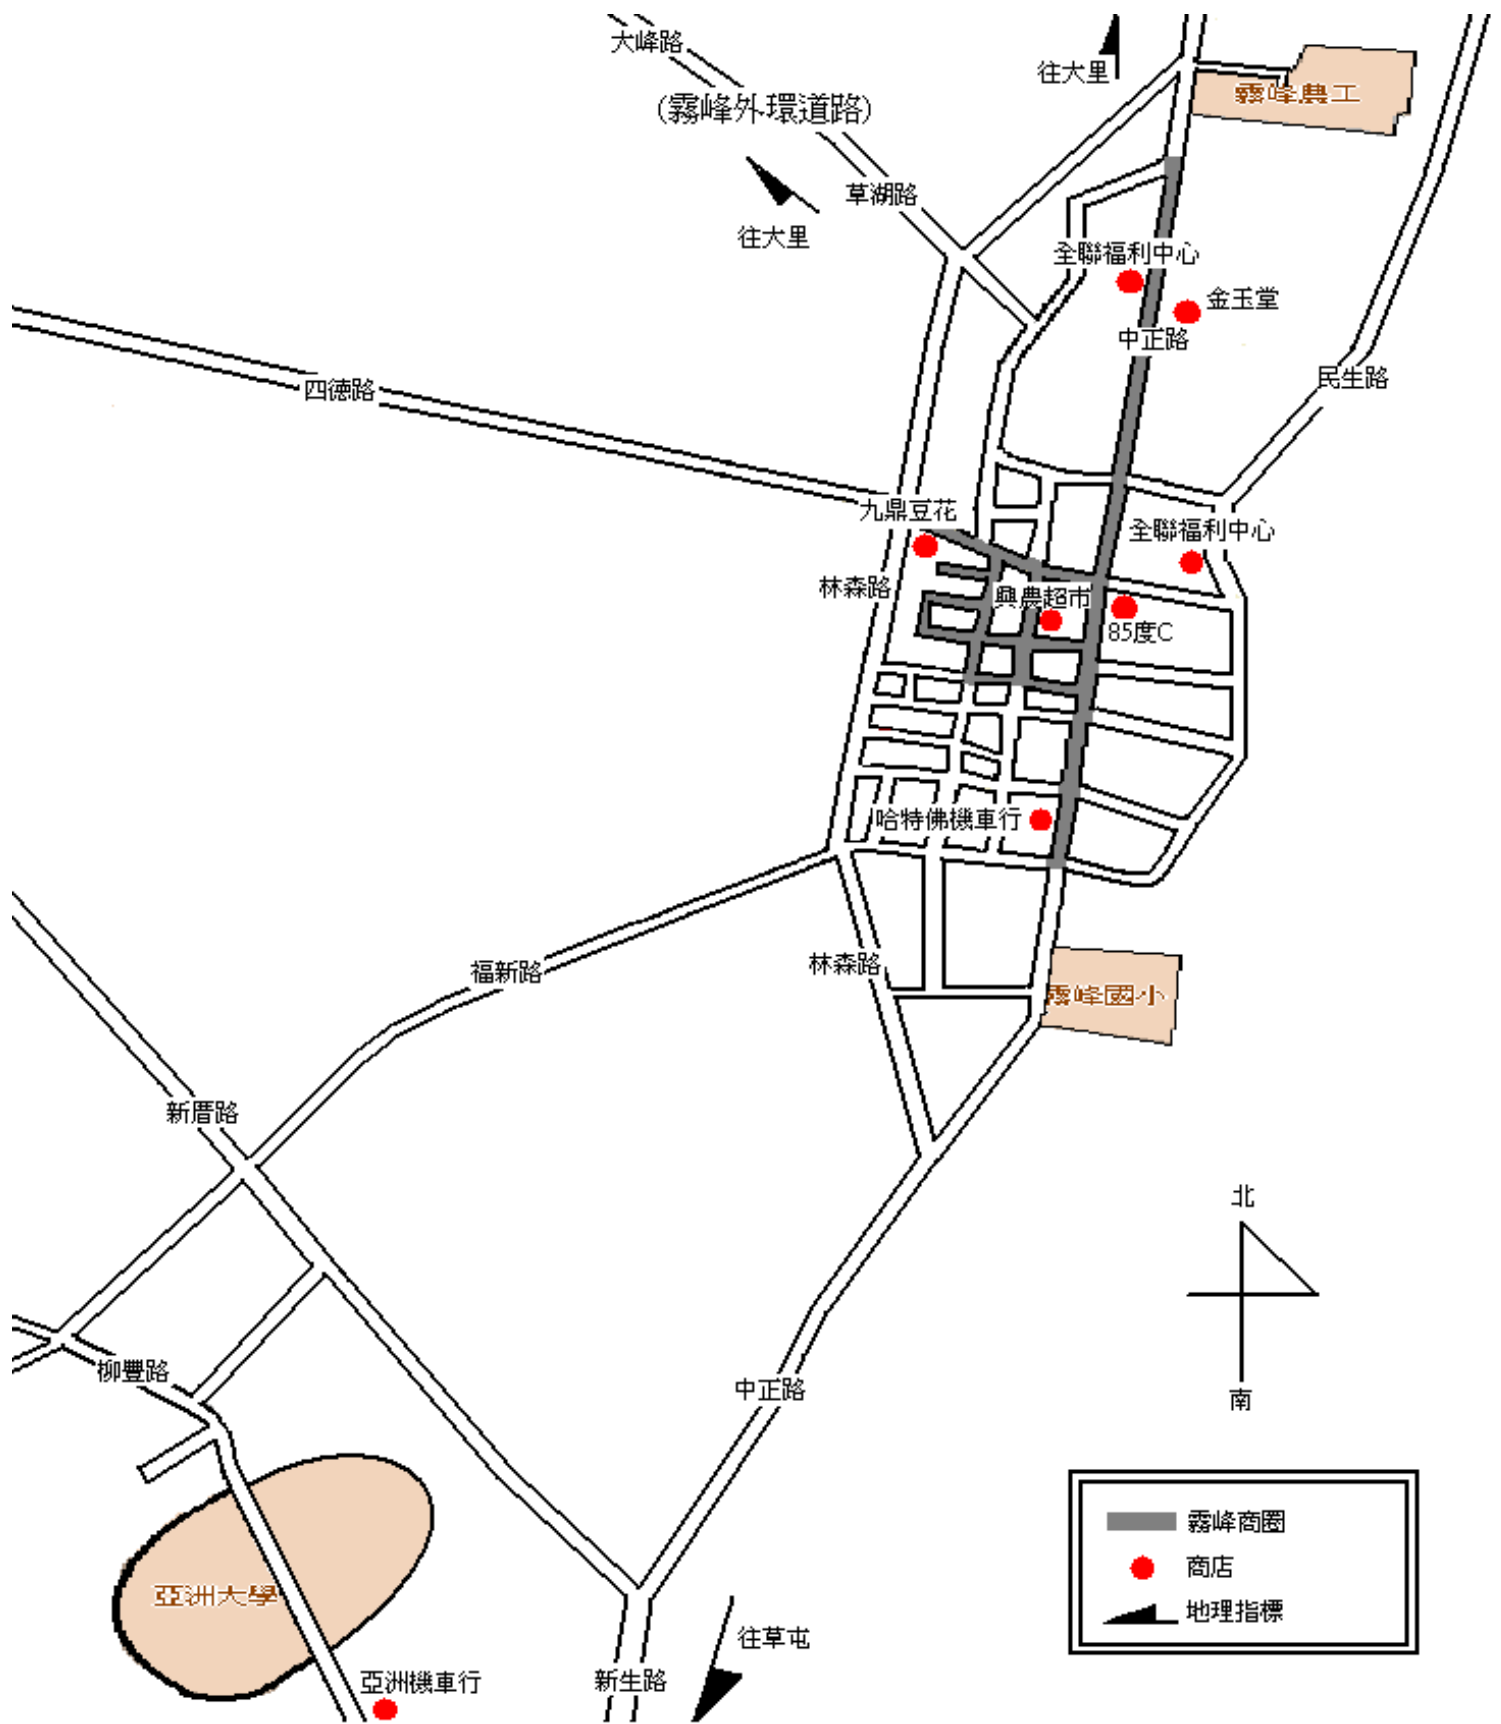 大峰路
往大里
霧峰農工
(霧峰外環道路)
草湖路
往大里
全聯福利中心
金玉堂
中正路
民生路
四德路
九鼎豆花
全聯福利中心
林森路
興農超市
85度C
哈特佛機車行
林森路
福新路
霧峰國小
新厝路
北
柳豐路
中正路
南
霧峰商圈
商店
亞洲大學
地理指標
往草屯
亞洲機車行
新生路